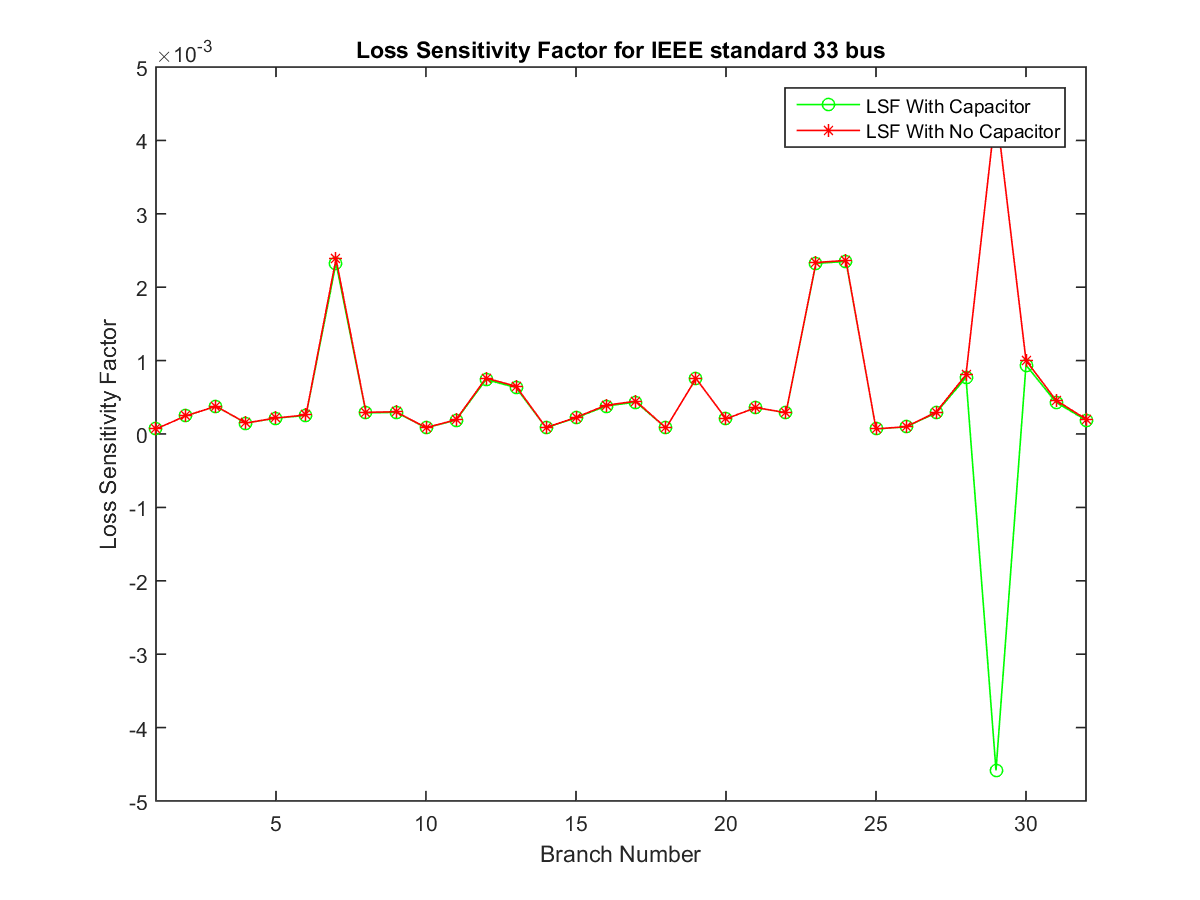 ×10-3
Loss Sensitivity Factor for IEEE standard 33 bus
5
4
3
2
1
0
-1
-2
-3
-4
-5
Loss Sensitivity Factor
LSF With Capacitor
LSF With No Capacitor
5 10 15 20 25 30
Branch Number